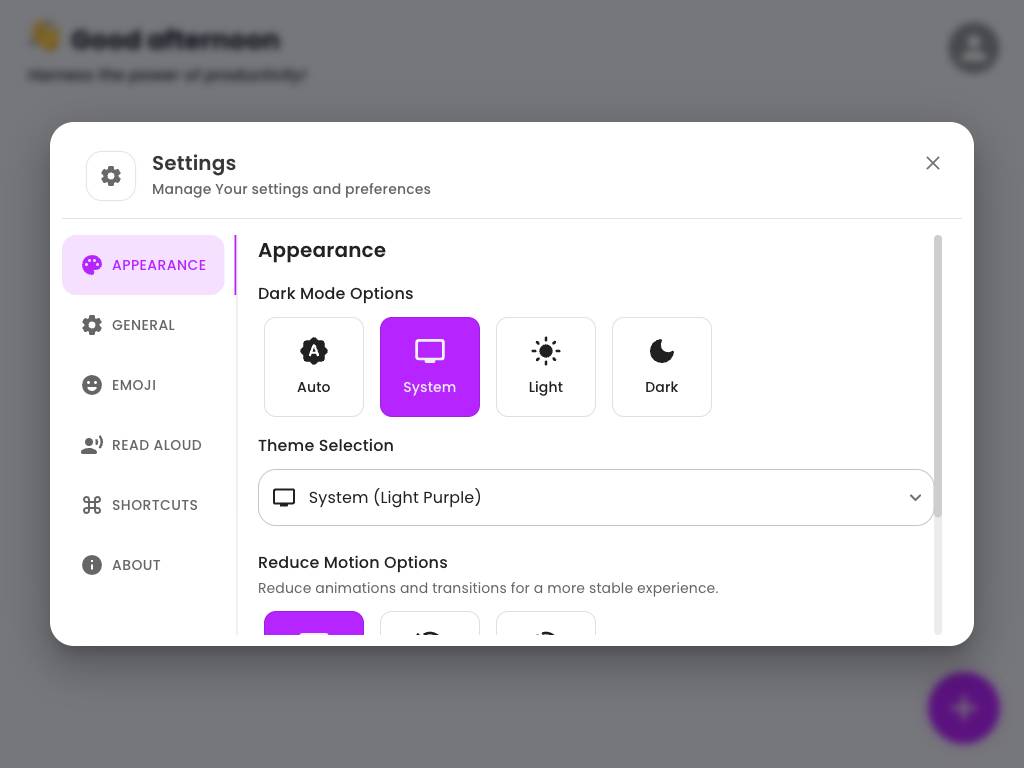 👋 Good afternoon
Harness the power of productivity!
Settings
Manage Your settings and preferences
APPEARANCE
GENERAL
EMOJI
READ ALOUD
SHORTCUTS
ABOUT
Appearance
Dark Mode Options
Auto
System
Light
Dark
Theme Selection
System (Light Purple)
Reduce Motion Options
Reduce animations and transitions for a more stable experience.